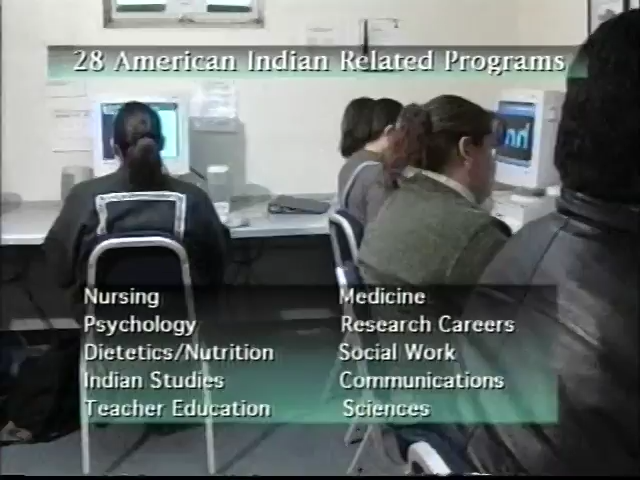 28 American Indian Related Programs
Nursing
Psychology
Dietetics/Nutrition
Indian Studies
Teacher Education
Medicine
Research Careers
Social Work
Communications
Sciences